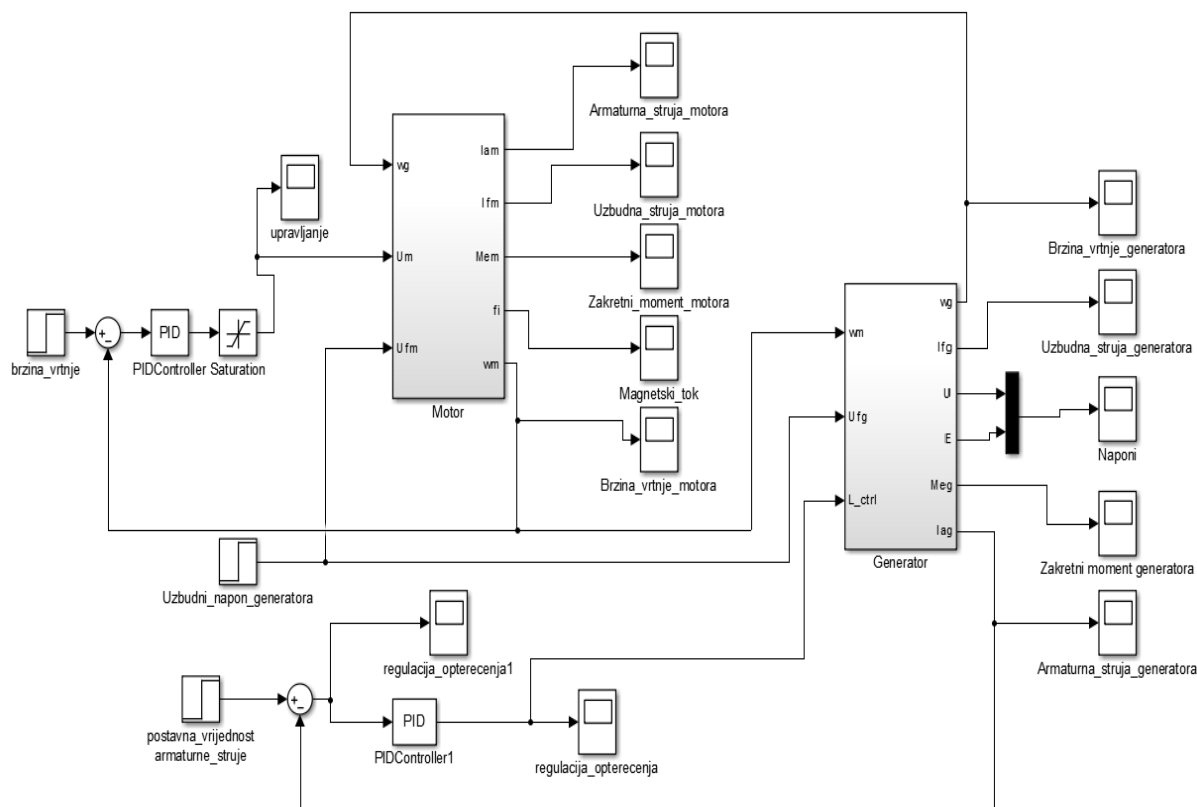 Armaturna_struja_motora
Iam
wg
Ifm
Uzbudna_struja_motora
upravljanje
Um
Mem
Zakretni_moment_motora
fi
Ufm
Magnetski_tok
wm
Motor
Brzina_vrtnje_motora
+
−
brzina_vrtnje
PID
PIDController
Saturation
Brzina_vrtnje_generatora
wg
wm
Ifg
Uzbudna_struja_generatora
UI
Ufg
E
Naponi
Meg
L_ctrl
Iag
Zakretni moment generatora
Generator
Uzbudni_napon_generatora
Armaturna_struja_generatora
regulacija_opterecenja1
+
−
postavna_vrijednost
armaturne_struje
PID
PIDController1
regulacija_opterecenja